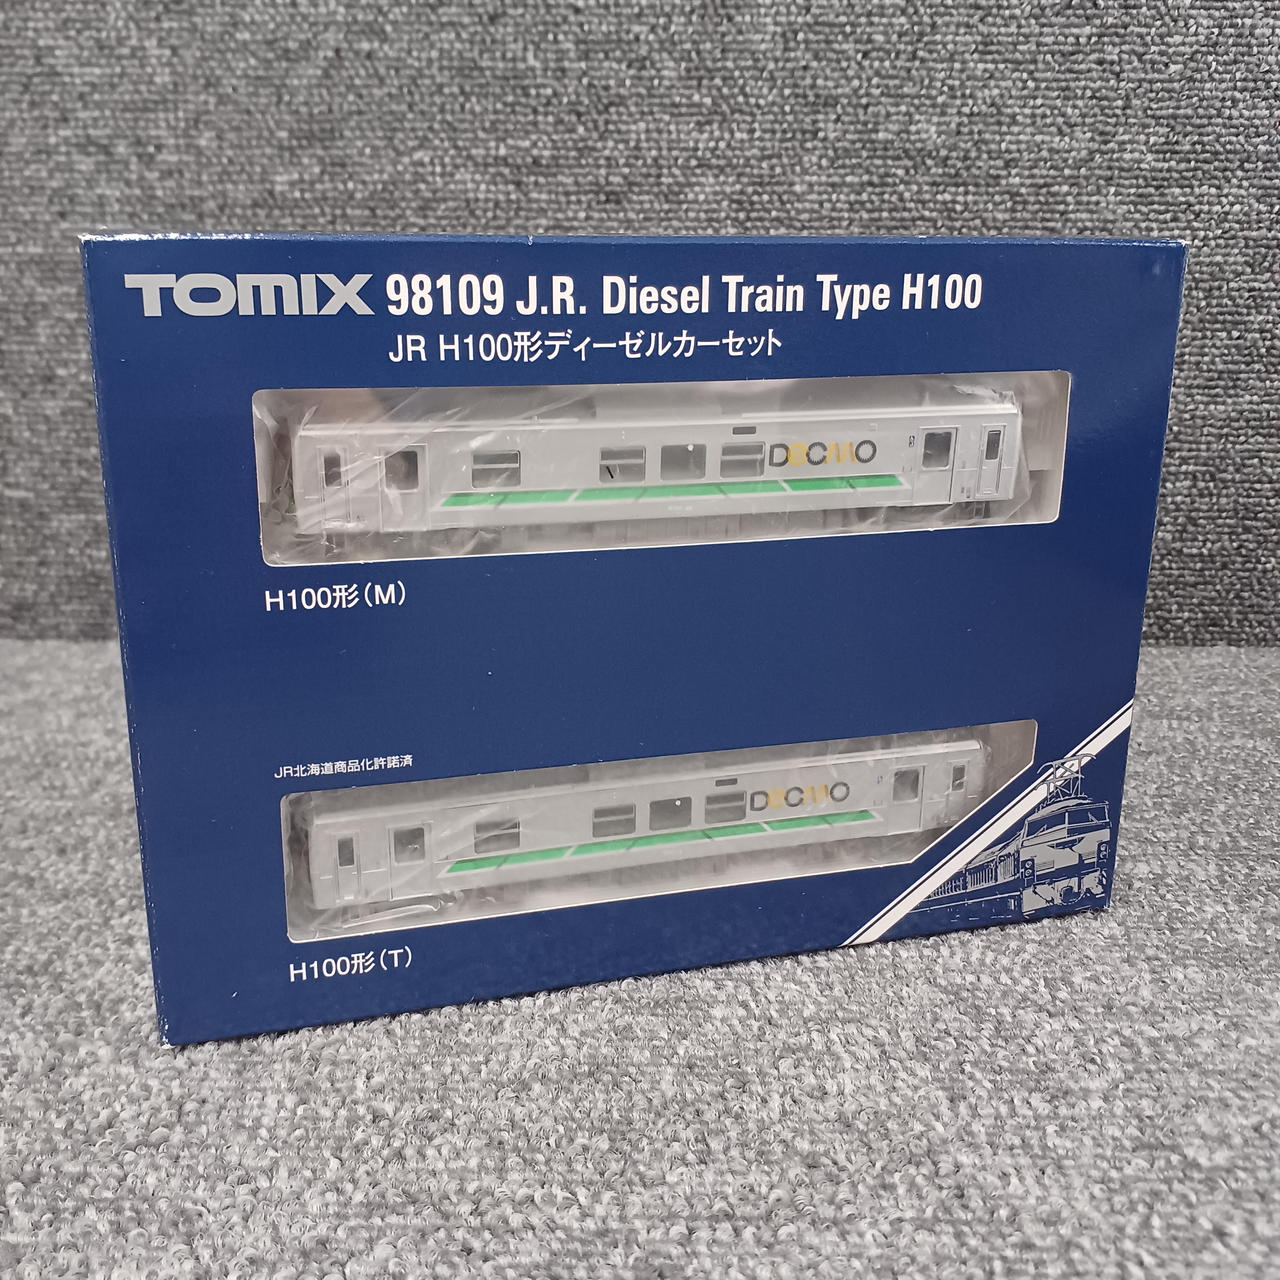 TOMIX 98109 J.R. Diesel Train Type H100
JR H100形ディーゼルカーセット
DECMO
H100形(M)
JR北海道商品化許諾済
DECMO
H100形(T)